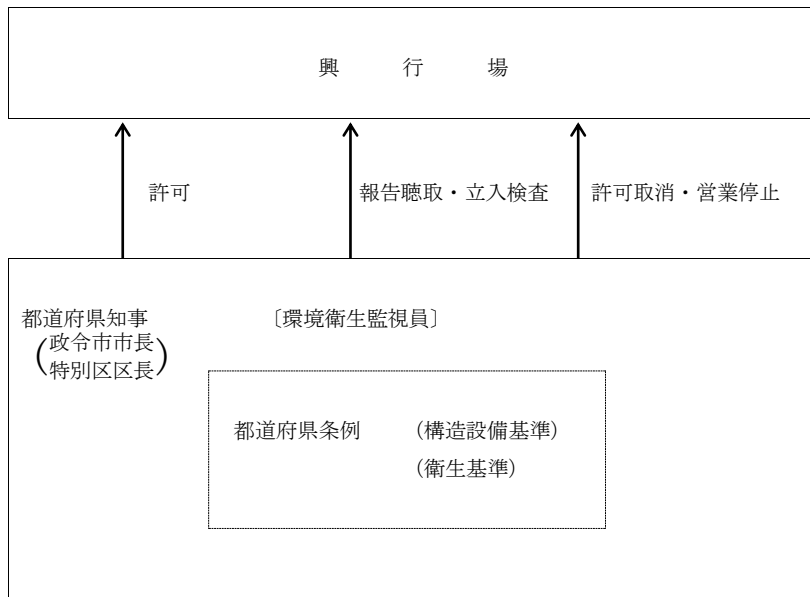 興　行　場
許可
報告聴取・立入検査
許可取消・営業停止
都道府県知事
〔環境衛生監視員〕
(政令市市長
特別区区長)
都道府県条例　(構造設備基準)
(衛生基準)